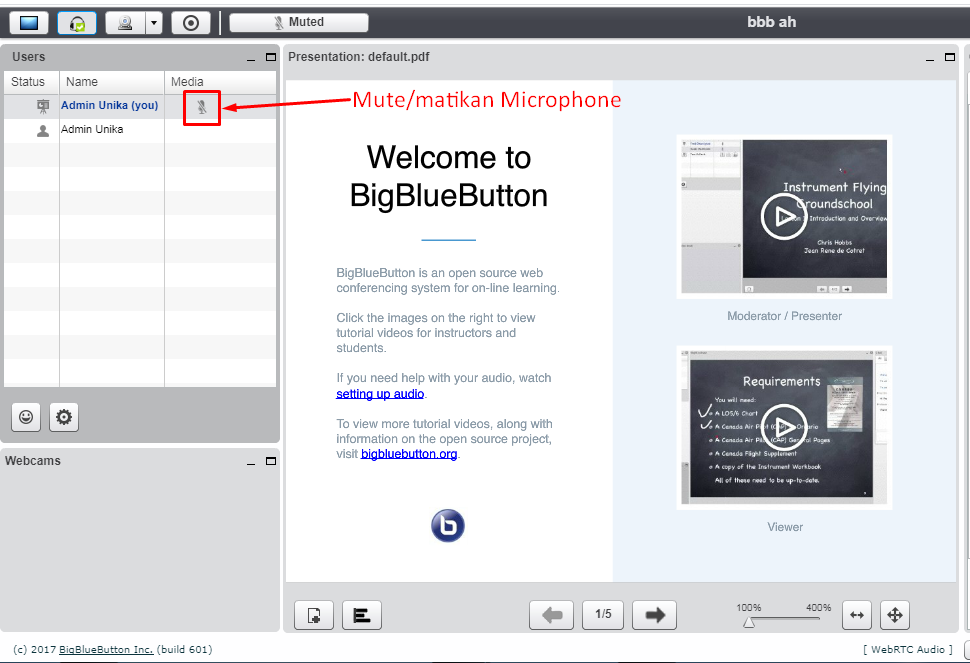 Muted
bbb ah
Users
Status Name Media
Admin Unika (you)
Admin Unika
Mute/matikan Microphone
Presentation: default.pdf
Welcome to
BigBlueButton
BigBlueButton is an open source web
conferencing system for on-line learning.
Click the images on the right to view
tutorial videos for instructors and
students.
If you need help with your audio, watch
setting up audio.
To view more tutorial videos, along with
information on the open source project,
visit bigbluebutton.org.
b
Instrument Flying
Groundschool
Introduction and Overview
Chris Hobbs
Jean Rene de Cotret
Moderator / Presenter
Requirements
You will need:
A LOS/6 Chart
A Canada Air Pilot (CAP) Ontario
A Canada Air Pilot (CAP) General Pages
A Canada Flight Supplement
A copy of the Instrument Workbook
All of these need to be up-to-date.
Viewer
Webcams
1/5
100% 400%
(c) 2017 BigBlueButton Inc. (build 601)
[ WebRTC Audio ]